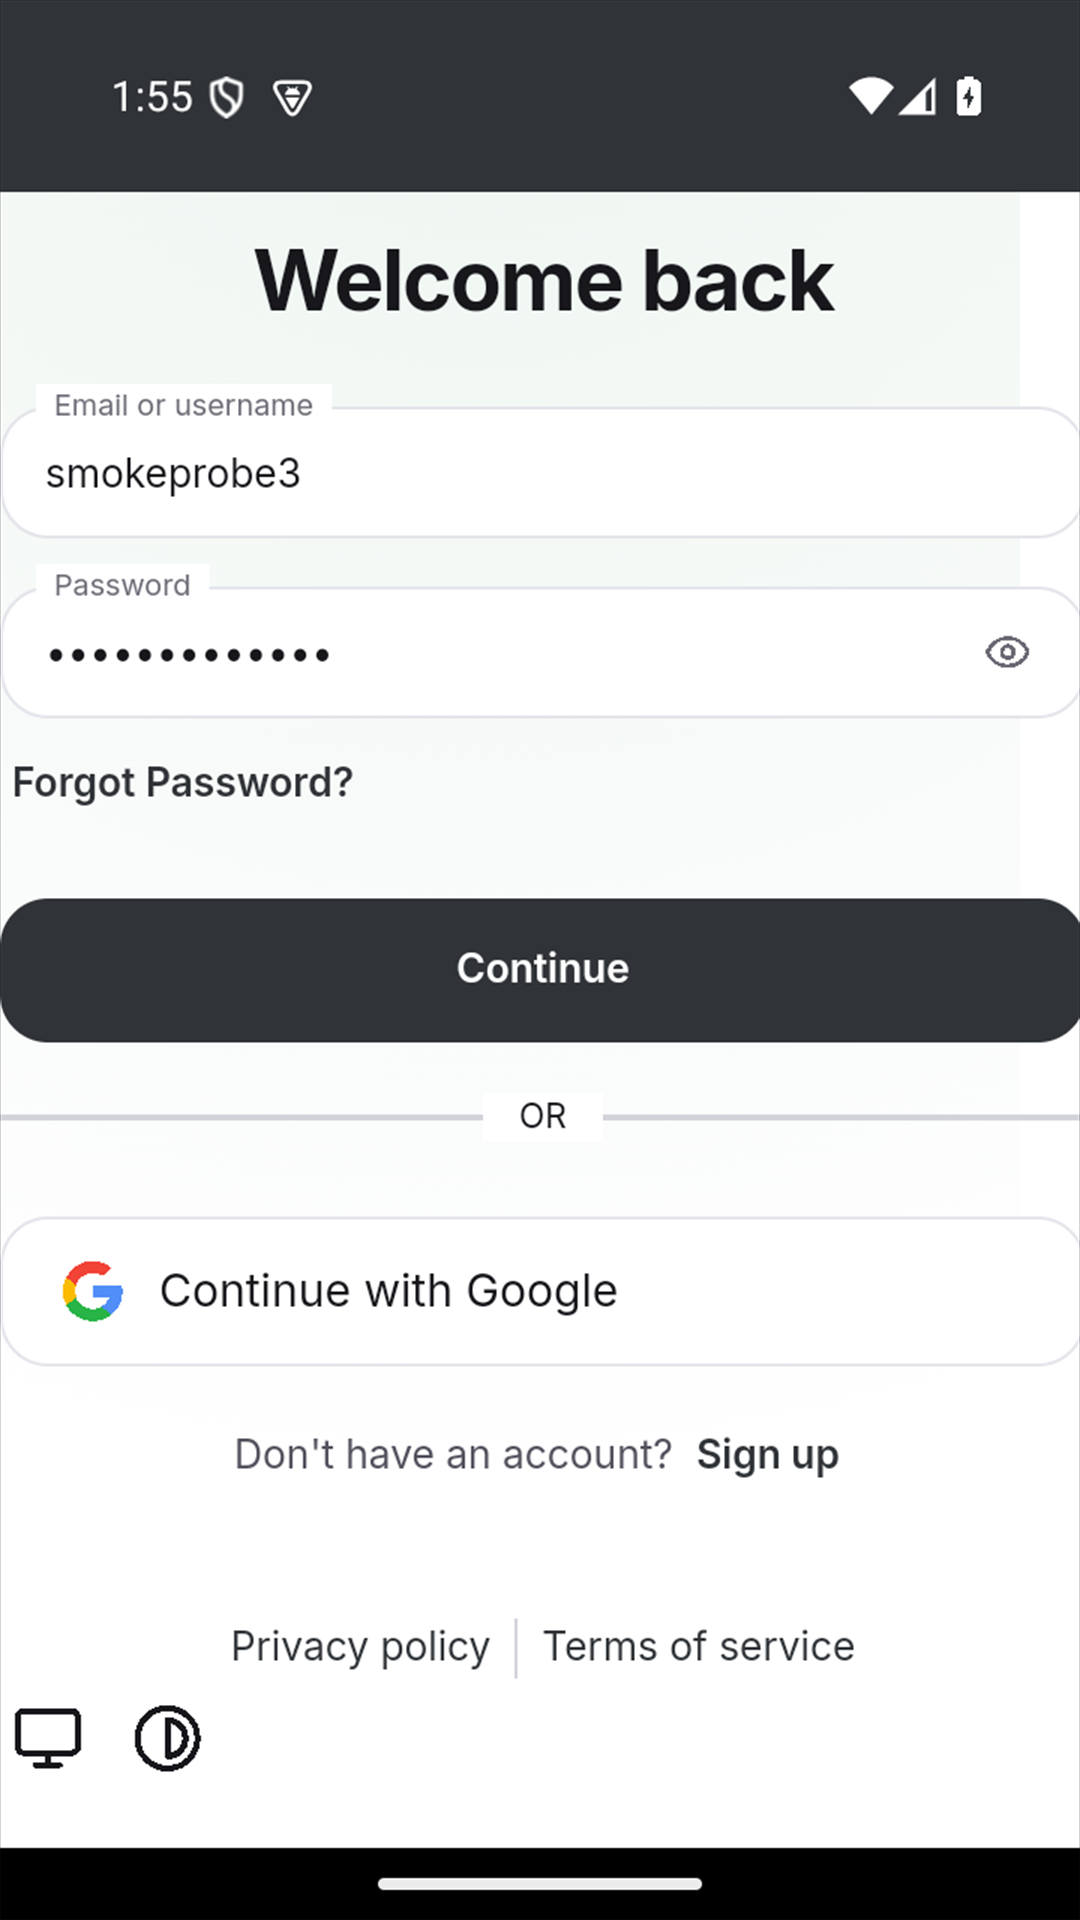 1:55
Welcome back
Email or username
smokeprobe3
Password
•••••••••••••
Forgot Password?
Continue
OR
Continue with Google
Don't have an account? Sign up
Privacy policy | Terms of service